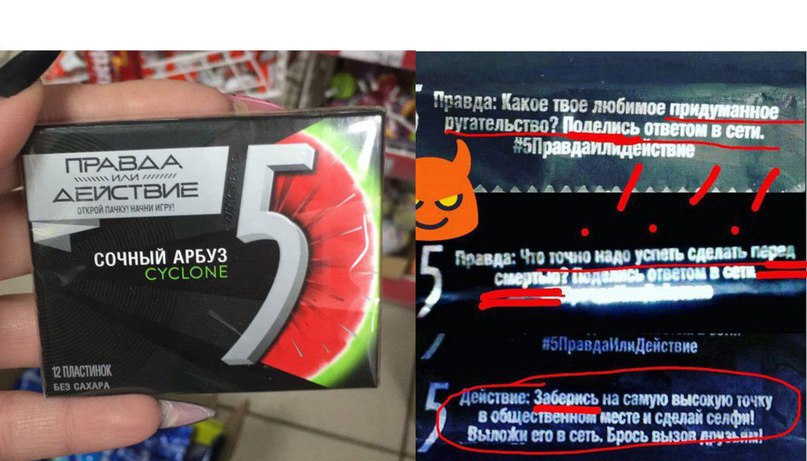 ПРАВДА
ИЛИ
ДЕЙСТВИЕ
ОТКРОЙ ПАЧКУ! НАЧНИ ИГРУ!
5
СОЧНЫЙ АРБУЗ
CYCLONE
12 ПЛАСТИНОК
БЕЗ САХАРА
Правда: Какое твое любимое придуманное
ругательство? Поделись ответом в сети.
#5ПравдаИлиДействие
5
Правда: Что точно надо успеть сделать перед
смертью? Поделись ответом в сети.
#5ПравдаИлиДействие
5
Действие: Заберись на самую высокую точку
в общественном месте и сделай селфи!
Выложи его в сеть. Брось вызов друзьям!